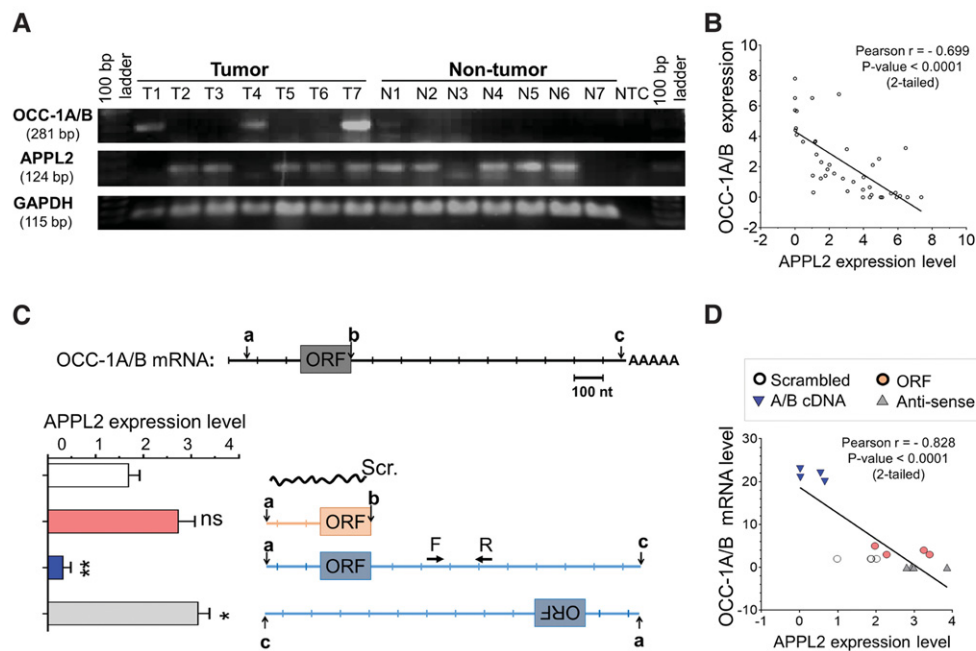 A
100 bp ladder
Tumor
Non-tumor
100 bp ladder
T1 T2 T3 T4 T5 T6 T7 N1 N2 N3 N4 N5 N6 N7 NTC
OCC-1A/B
(281 bp)
APPL2
(124 bp)
GAPDH
(115 bp)
B
Pearson r = - 0.699
P-value < 0.0001
(2-tailed)
OCC-1A/B expression
10
8
6
4
2
0
-2
-2 0 2 4 6 8 10
APPL2 expression level
C
a b c
OCC-1A/B mRNA: ORF AAAAA
100 nt
APPL2 expression level
0 1 2 3 4
ns
**
*
Scr.
a b
ORF
a F R c
ORF
ORF
c a
D
Scrambled ORF
A/B cDNA Anti-sense
Pearson r = - 0.828
P-value < 0.0001
(2-tailed)
OCC-1A/B mRNA level
30
20
10
0
-10
-1 0 1 2 3 4
APPL2 expression level